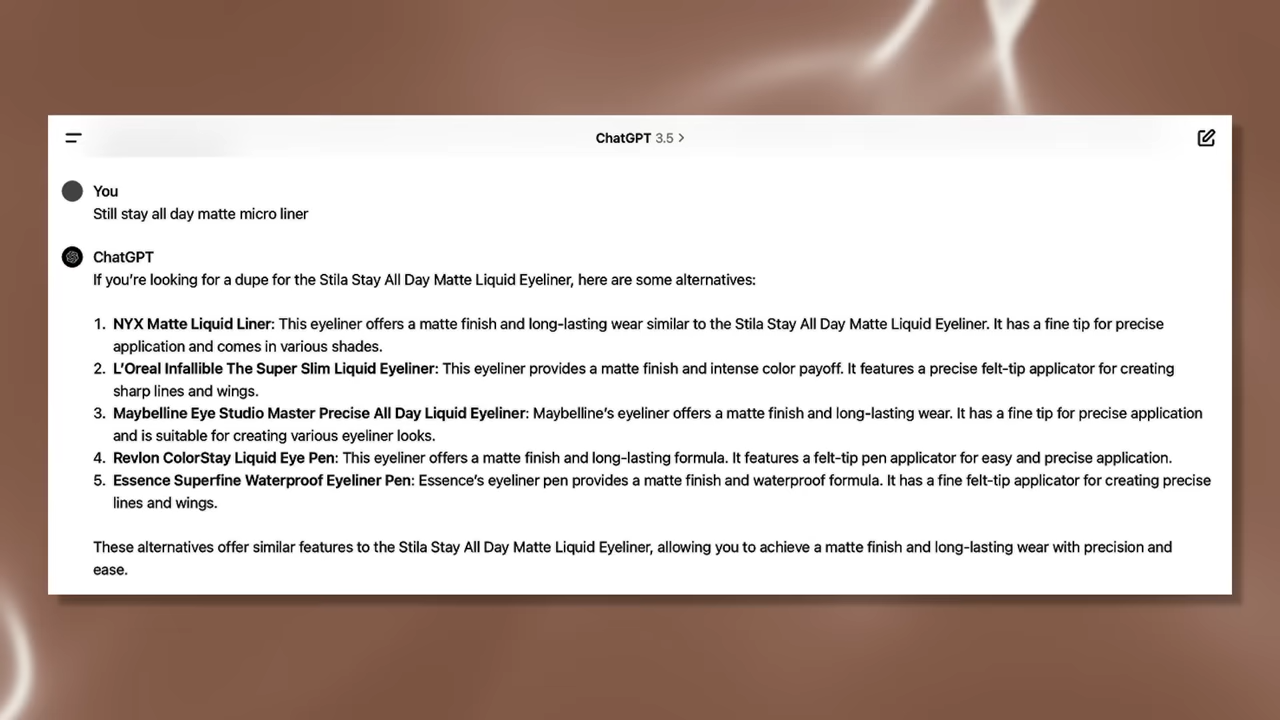 ChatGPT 3.5 >
You
Still stay all day matte micro liner
ChatGPT
If you’re looking for a dupe for the Stila Stay All Day Matte Liquid Eyeliner, here are some alternatives:
1. NYX Matte Liquid Liner: This eyeliner offers a matte finish and long-lasting wear similar to the Stila Stay All Day Matte Liquid Eyeliner. It has a fine tip for precise
application and comes in various shades.
2. L’Oreal Infallible The Super Slim Liquid Eyeliner: This eyeliner provides a matte finish and intense color payoff. It features a precise felt-tip applicator for creating
sharp lines and wings.
3. Maybelline Eye Studio Master Precise All Day Liquid Eyeliner: Maybelline’s eyeliner offers a matte finish and long-lasting wear. It has a fine tip for precise application
and is suitable for creating various eyeliner looks.
4. Revlon ColorStay Liquid Eye Pen: This eyeliner offers a matte finish and long-lasting formula. It features a felt-tip pen applicator for easy and precise application.
5. Essence Superfine Waterproof Eyeliner Pen: Essence’s eyeliner pen provides a matte finish and waterproof formula. It has a fine felt-tip applicator for creating precise
lines and wings.
These alternatives offer similar features to the Stila Stay All Day Matte Liquid Eyeliner, allowing you to achieve a matte finish and long-lasting wear with precision and
ease.